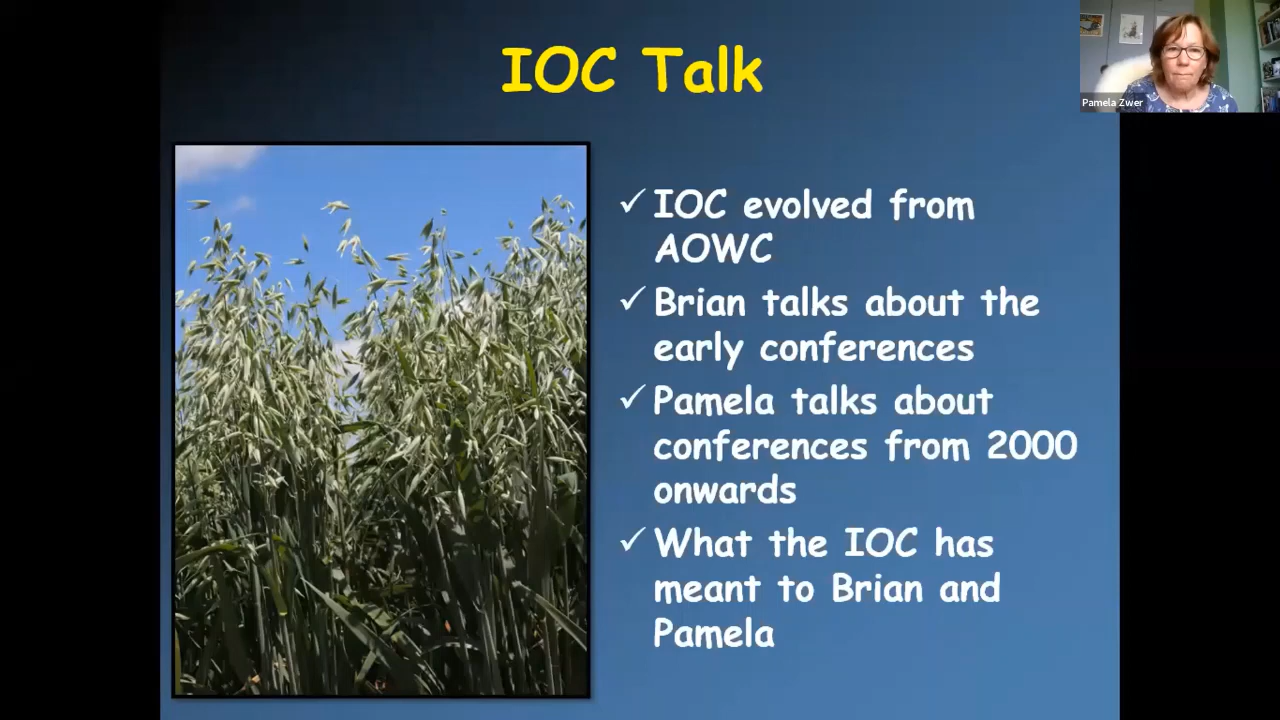 IOC Talk
Pamela Zwer
✓ IOC evolved from
AOWC
✓ Brian talks about the
early conferences
✓ Pamela talks about
conferences from 2000
onwards
✓ What the IOC has
meant to Brian and
Pamela